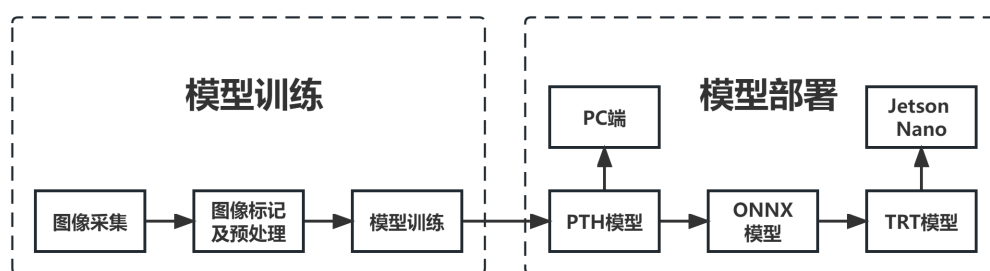 模型训练
模型部署
PC端
Jetson
Nano
图像采集
图像标记
及预处理
模型训练
PTH模型
ONNX
模型
TRT模型